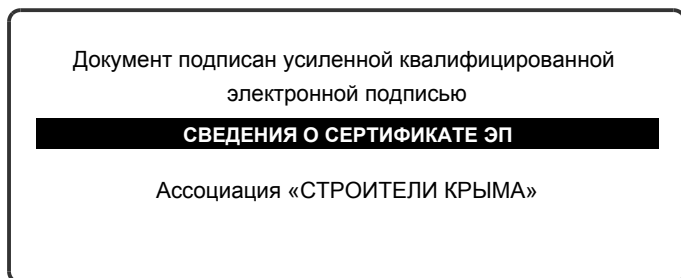 Документ подписан усиленной квалифицированной
электронной подписью
СВЕДЕНИЯ О СЕРТИФИКАТЕ ЭП
Ассоциация «СТРОИТЕЛИ КРЫМА»